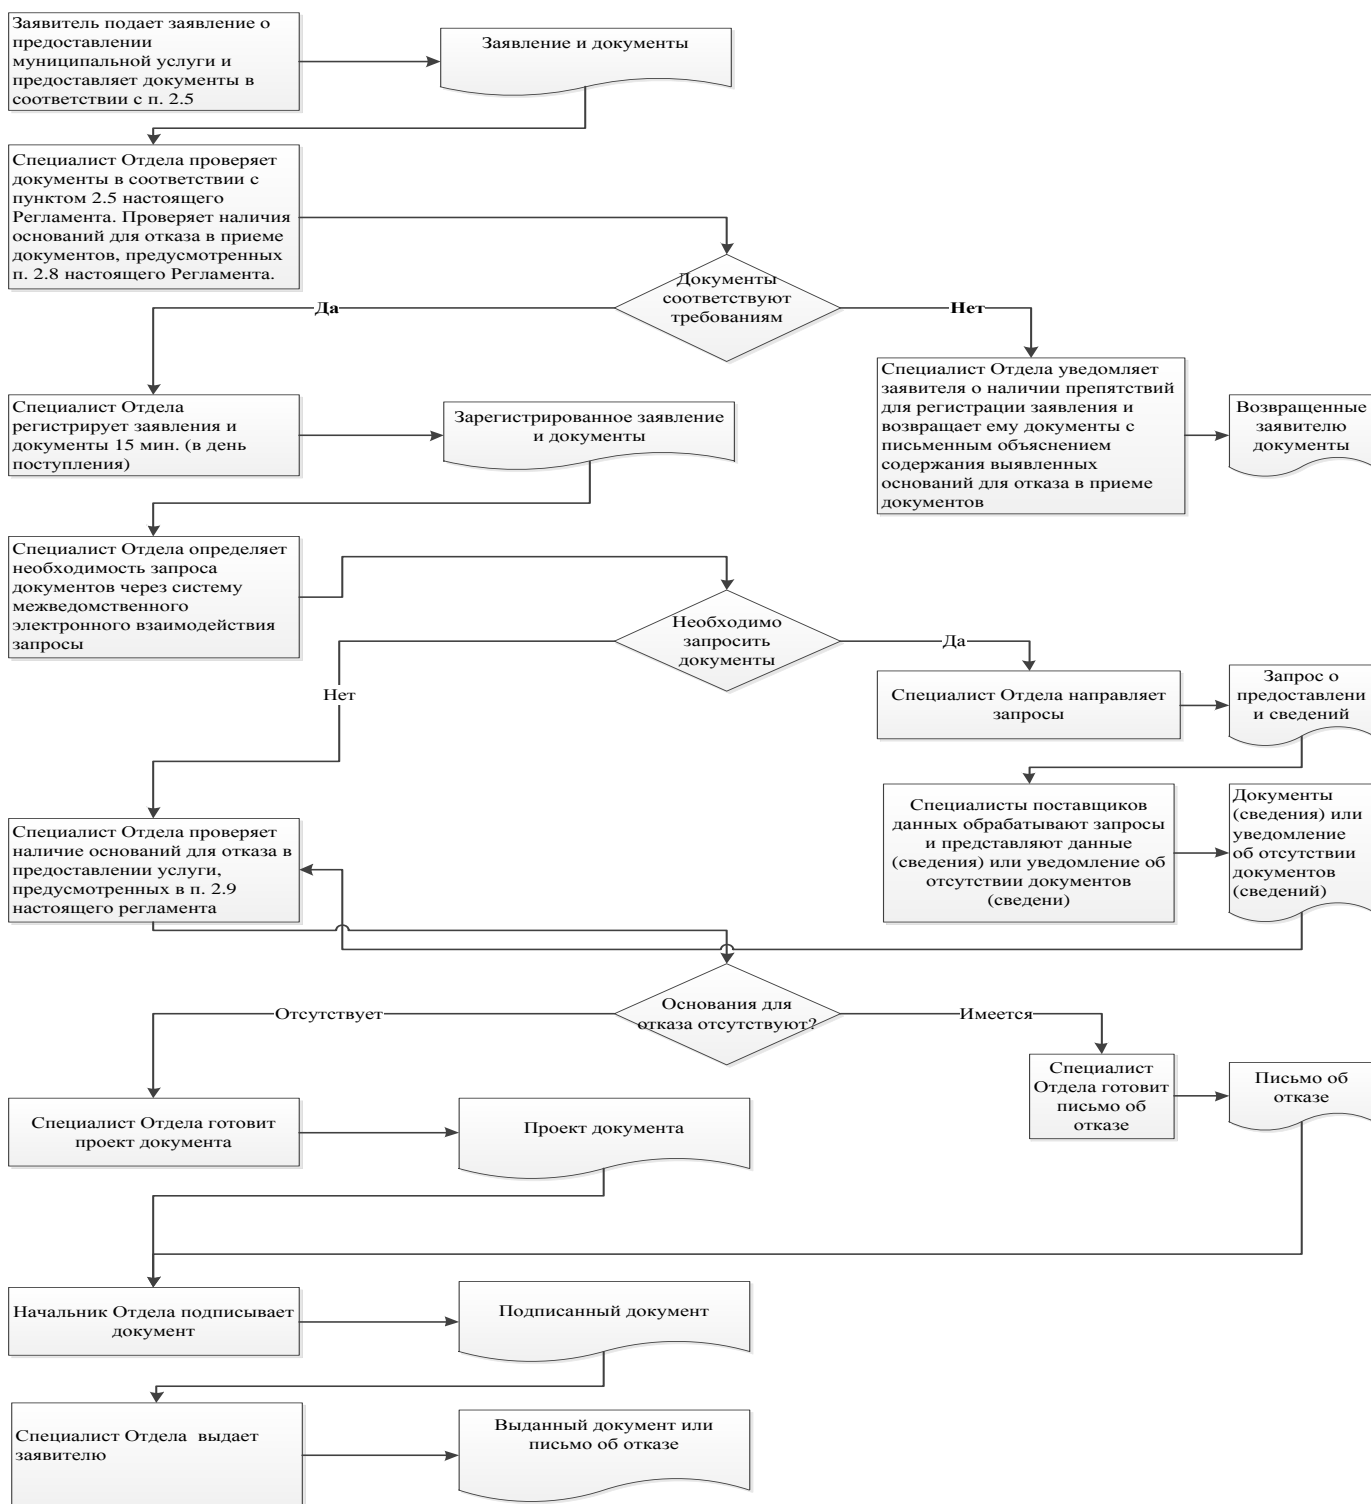 Заявитель подает заявление о
предоставлении
муниципальной услуги и
предоставляет документы в
соответствии с п. 2.5
Заявление и документы
Специалист Отдела проверяет
документы в соответствии с
пунктом 2.5 настоящего
Регламента. Проверяет наличия
оснований для отказа в приеме
документов, предусмотренных
п. 2.8 настоящего Регламента.
Документы
соответствуют
требованиям
Да
Нет
Специалист Отдела
регистрирует заявления и
документы 15 мин. (в день
поступления)
Зарегистрированное заявление
и документы
Специалист Отдела уведомляет
заявителя о наличии препятствий
для регистрации заявления и
возвращает ему документы с
письменным объяснением
содержания выявленных
оснований для отказа в приеме
документов
Возвращенные
заявителю
документы
Специалист Отдела определяет
необходимость запроса
документов через систему
межведомственного
электронного взаимодействия
запросы
Необходимо
запросить
документы
Да
Нет
Специалист Отдела направляет
запросы
Запрос о
предоставлени
и сведений
Специалисты поставщиков
данных обрабатывают запросы
и представляют данные
(сведения) или уведомление об
отсутствии документов
(сведени)
Документы
(сведения) или
уведомление
об отсутствии
документов
(сведений)
Специалист Отдела проверяет
наличие оснований для отказа в
предоставлении услуги,
предусмотренных в п. 2.9
настоящего регламента
Основания для
отказа отсутствуют?
Отсутствует
Имеется
Специалист
Отдела готовит
письмо об
отказе
Письмо об
отказе
Специалист Отдела готовит
проект документа
Проект документа
Начальник Отдела подписывает
документ
Подписанный документ
Специалист Отдела выдает
заявителю
Выданный документ или
письмо об отказе